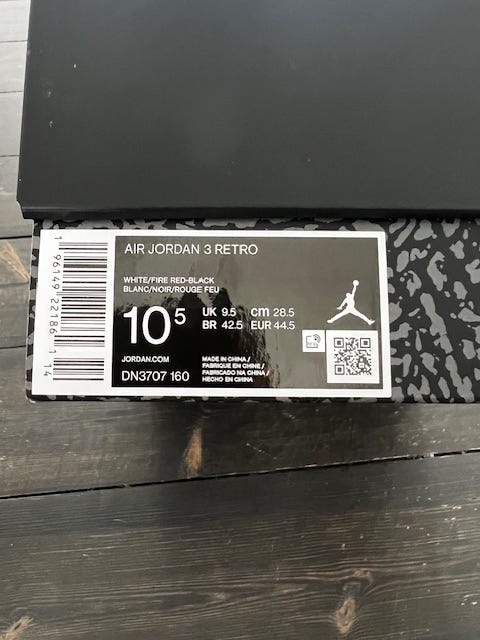 AIR JORDAN 3 RETRO
WHITE/FIRE RED-BLACK
BLANC/NOIR/ROUGE FEU
10⁵
UK 9.5 cm 28.5
BR 42.5 EUR 44.5
JORDAN.COM
DN3707 160
MADE IN CHINA /
FABRIQUE EN CHINE /
FABRICADO NA CHINA /
HECHO EN CHINA
1 96149 22186 1 14